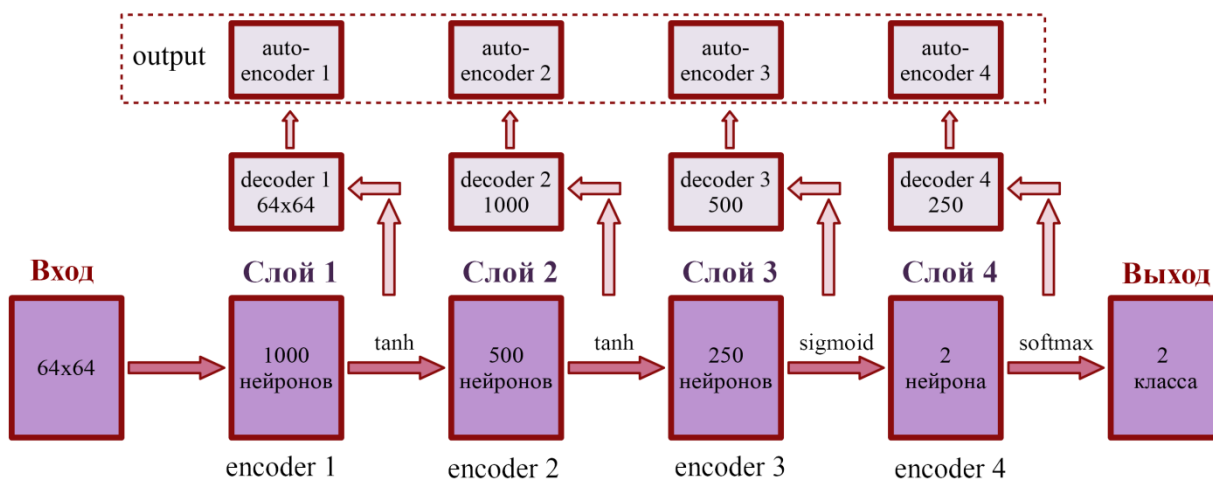 output
auto-
encoder 1
auto-
encoder 2
auto-
encoder 3
auto-
encoder 4
decoder 1
64x64
decoder 2
1000
decoder 3
500
decoder 4
250
Вход
Слой 1
Слой 2
Слой 3
Слой 4
Выход
64x64
1000
нейронов
tanh
500
нейронов
tanh
250
нейронов
sigmoid
2
нейрона
softmax
2
класса
encoder 1
encoder 2
encoder 3
encoder 4